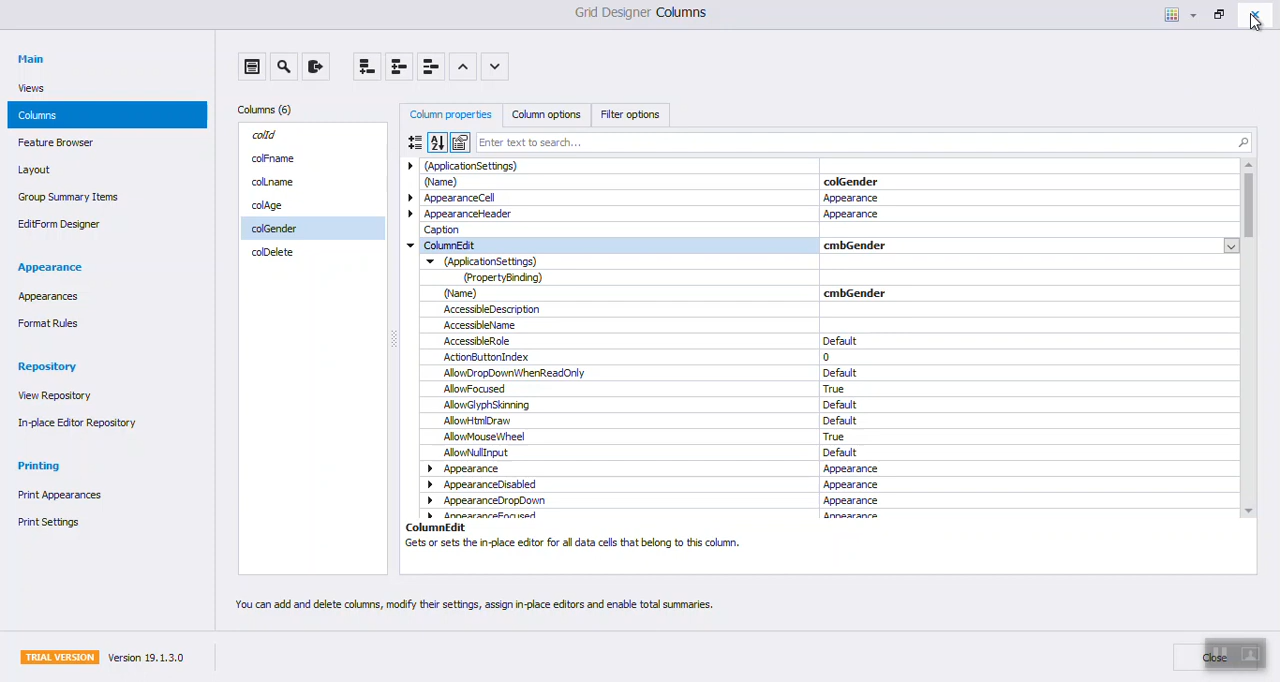 Grid Designer Columns
Main
Views
Columns
Feature Browser
Layout
Group Summary Items
EditForm Designer
Appearance
Appearances
Format Rules
Repository
View Repository
In-place Editor Repository
Printing
Print Appearances
Print Settings
Columns (6)
colId
colFname
colLname
colAge
colGender
colDelete
Column properties Column options Filter options
Enter text to search...
(ApplicationSettings)
(Name) colGender
AppearanceCell Appearance
AppearanceHeader Appearance
Caption
ColumnEdit cmbGender
(ApplicationSettings)
(PropertyBinding)
(Name) cmbGender
AccessibleDescription
AccessibleName
AccessibleRole Default
ActionButtonIndex 0
AllowDropDownWhenReadOnly Default
AllowFocused True
AllowGlyphSkinning Default
AllowHtmlDraw Default
AllowMouseWheel True
AllowNullInput Default
Appearance Appearance
AppearanceDisabled Appearance
AppearanceDropDown Appearance
AppearanceFocused Appearance
ColumnEdit
Gets or sets the in-place editor for all data cells that belong to this column.
You can add and delete columns, modify their settings, assign in-place editors and enable total summaries.
TRIAL VERSION Version 19.1.3.0
Close